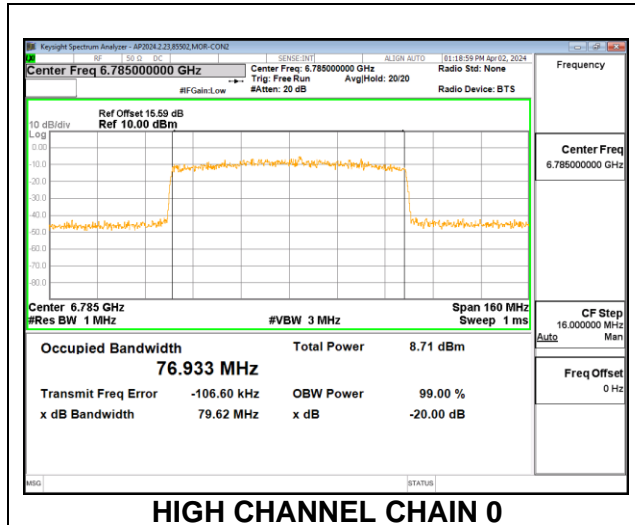 Keysight Spectrum Analyzer - AP2024.2.23,85502,MOR-CON2
RF 50 Ω DC SENSE:INT ALIGN AUTO 01:18:59 PM Apr 02, 2024
Center Freq 6.785000000 GHz
Center Freq: 6.785000000 GHz Radio Std: None
Trig: Free Run Avg|Hold: 20/20
#IFGain:Low #Atten: 20 dB Radio Device: BTS
Frequency
Ref Offset 15.59 dB
10 dB/div Ref 10.00 dBm
Log
0.00
-10.0
-20.0
-30.0
-40.0
-50.0
-60.0
-70.0
-80.0
Center 6.785 GHz Span 160 MHz
#Res BW 1 MHz #VBW 3 MHz Sweep 1 ms
Occupied Bandwidth Total Power 8.71 dBm
76.933 MHz
Transmit Freq Error -106.60 kHz OBW Power 99.00 %
x dB Bandwidth 79.62 MHz x dB -20.00 dB
Center Freq
6.785000000 GHz
CF Step
16.000000 MHz
Auto Man
Freq Offset
0 Hz
MSG STATUS
HIGH CHANNEL CHAIN 0